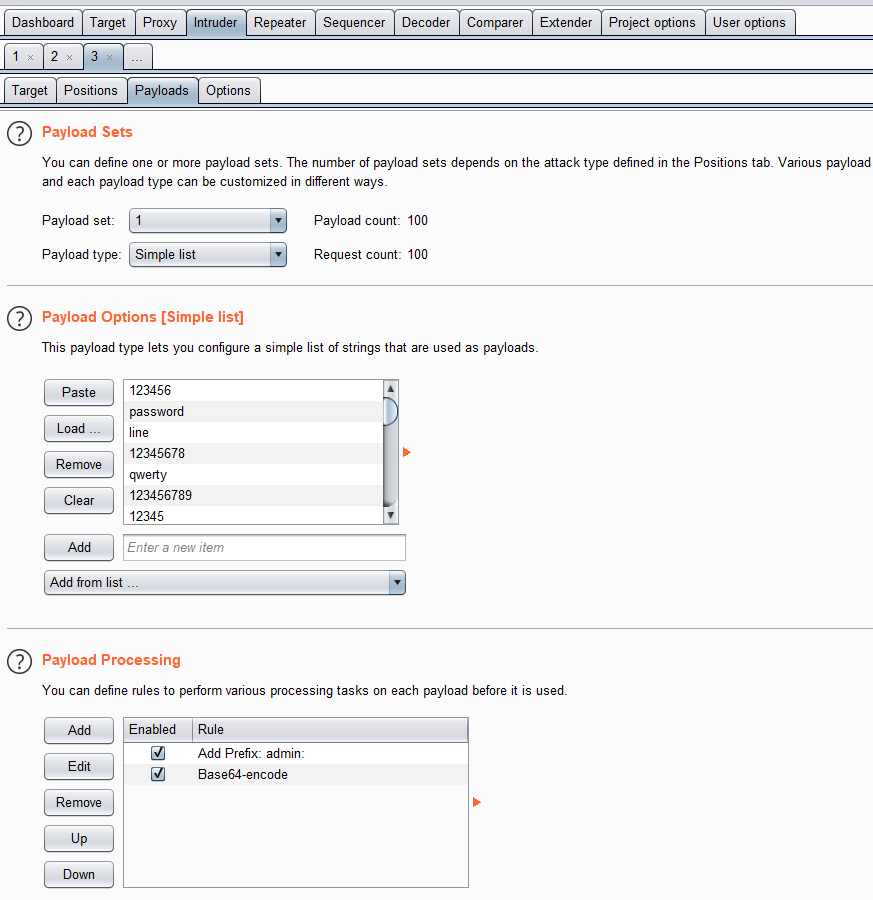 Dashboard Target Proxy Intruder Repeater Sequencer Decoder Comparer Extender Project options User options
1 × 2 × 3 × ...
Target Positions Payloads Options
? Payload Sets
You can define one or more payload sets. The number of payload sets depends on the attack type defined in the Positions tab. Various payload
and each payload type can be customized in different ways.
Payload set: 1 Payload count: 100
Payload type: Simple list Request count: 100
? Payload Options [Simple list]
This payload type lets you configure a simple list of strings that are used as payloads.
Paste
Load ...
Remove
Clear
123456
password
line
12345678
qwerty
123456789
12345
Add Enter a new item
Add from list ...
? Payload Processing
You can define rules to perform various processing tasks on each payload before it is used.
Add
Edit
Remove
Up
Down
Enabled Rule
Add Prefix: admin:
Base64-encode